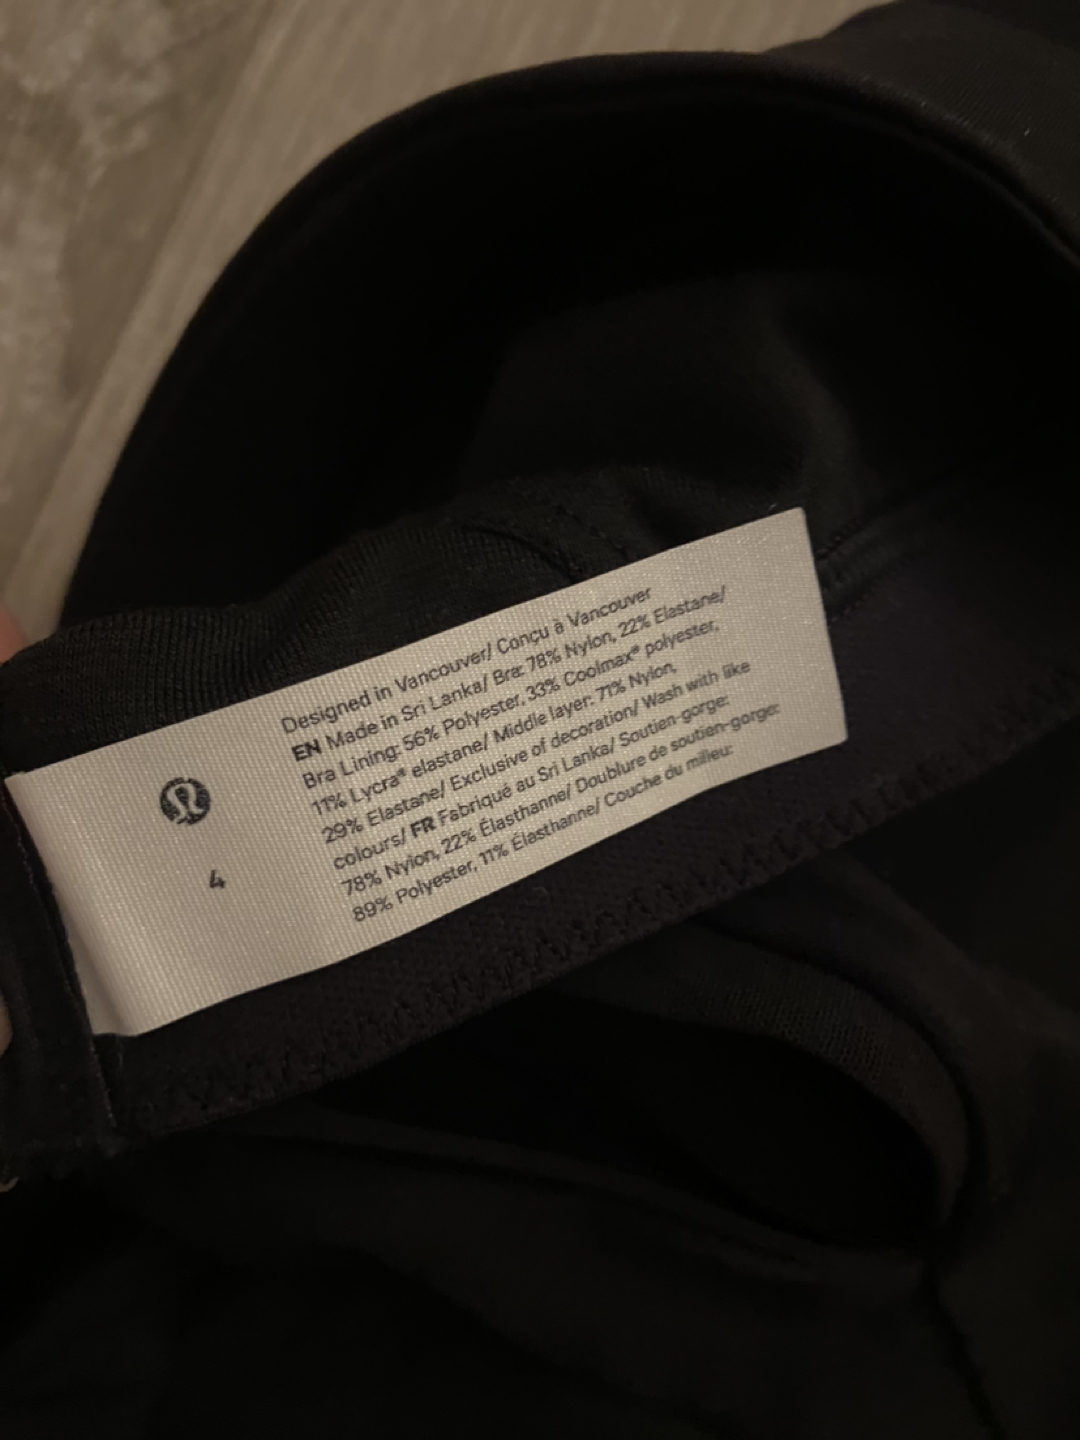 4
Designed in Vancouver/ Conçu à Vancouver
EN Made in Sri Lanka/ Bra: 78% Nylon, 22% Elastane/
Bra Lining: 56% Polyester, 33% Coolmax® polyester,
11% Lycra® elastane/ Middle layer: 71% Nylon,
29% Elastane/ Exclusive of decoration/ Wash with like
colours/ FR Fabriqué au Sri Lanka/ Soutien-gorge:
78% Nylon, 22% Élasthanne/ Doublure de soutien-gorge:
89% Polyester, 11% Élasthanne/ Couche du milieu: